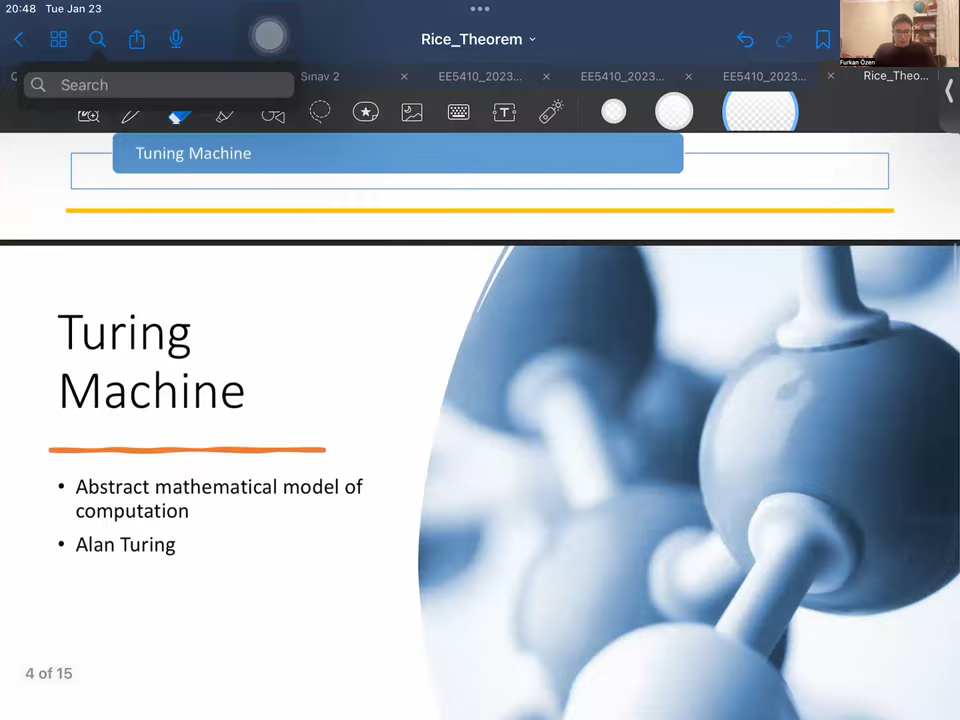 20:48 Tue Jan 23
Rice_Theorem
Furkan Özen
Search
Sınav 2
EE5410_2023...
EE5410_2023...
EE5410_2023...
Rice_Theo...
Tuning Machine
Turing
Machine
• Abstract mathematical model of
computation
• Alan Turing
4 of 15